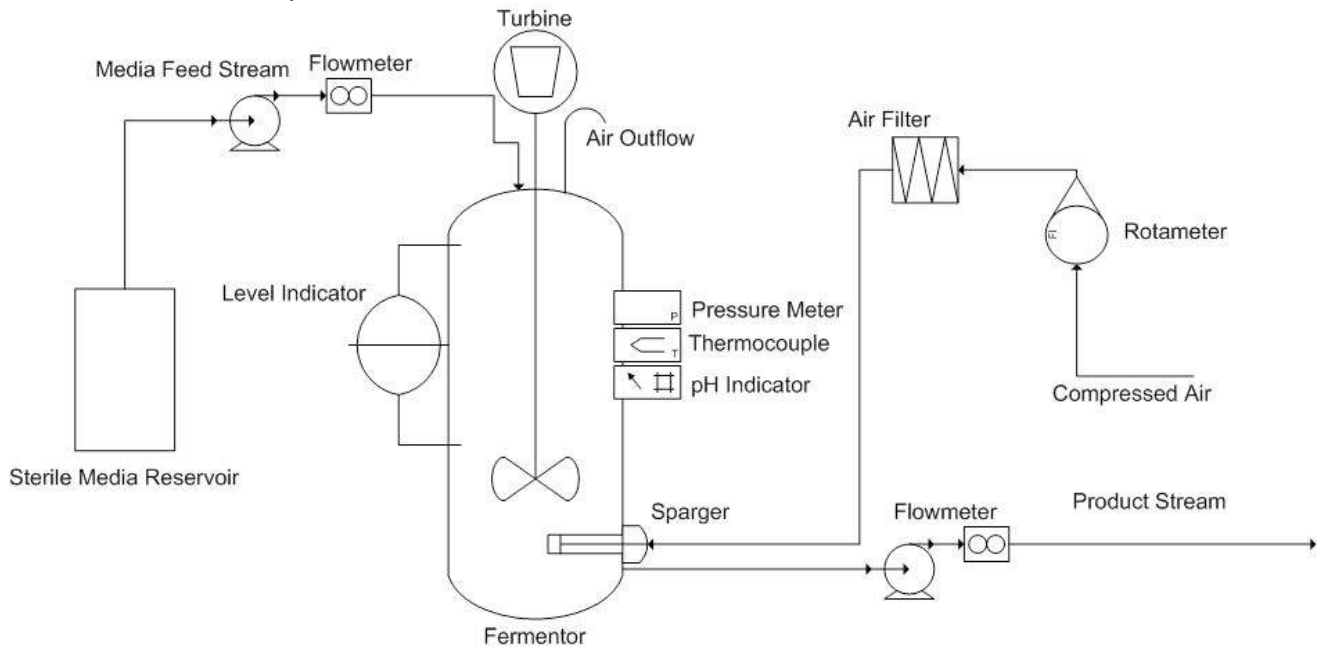 Turbine
Media Feed Stream
Flowmeter
Air Outflow
Air Filter
FI
Rotameter
Level Indicator
P
Pressure Meter
T
Thermocouple
pH Indicator
Compressed Air
Sterile Media Reservoir
Sparger
Flowmeter
Product Stream
Fermentor